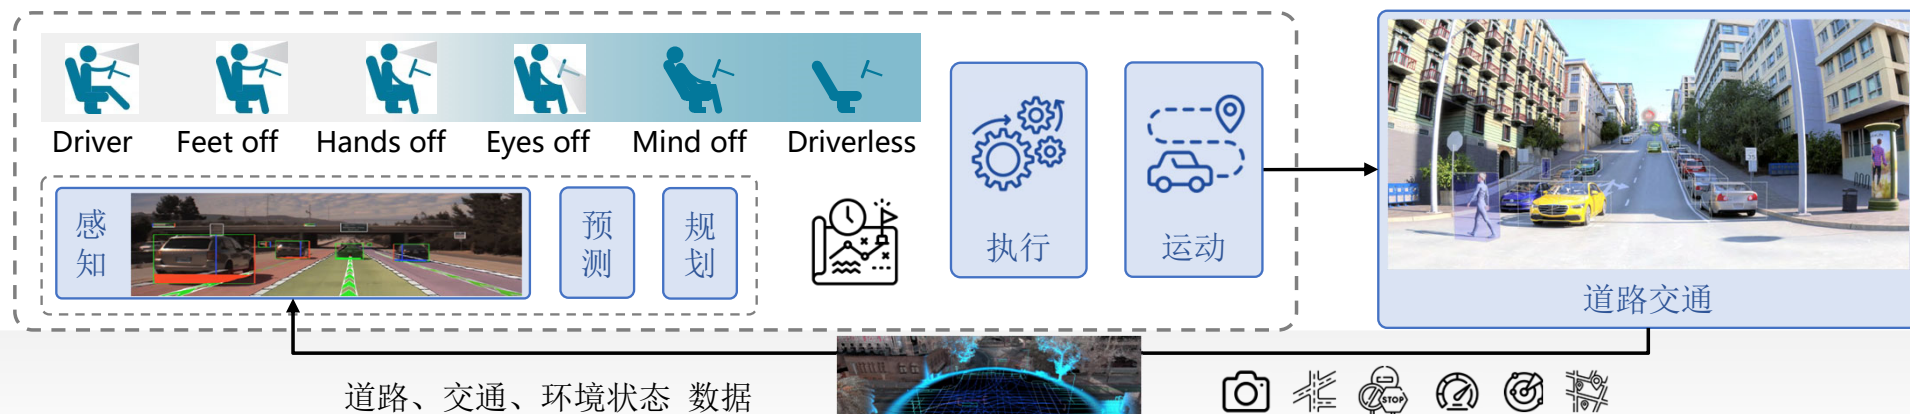 Driver Feet off Hands off Eyes off Mind off Driverless
感知
预测
规划
执行
运动
道路交通
道路、交通、环境状态 数据
STOP